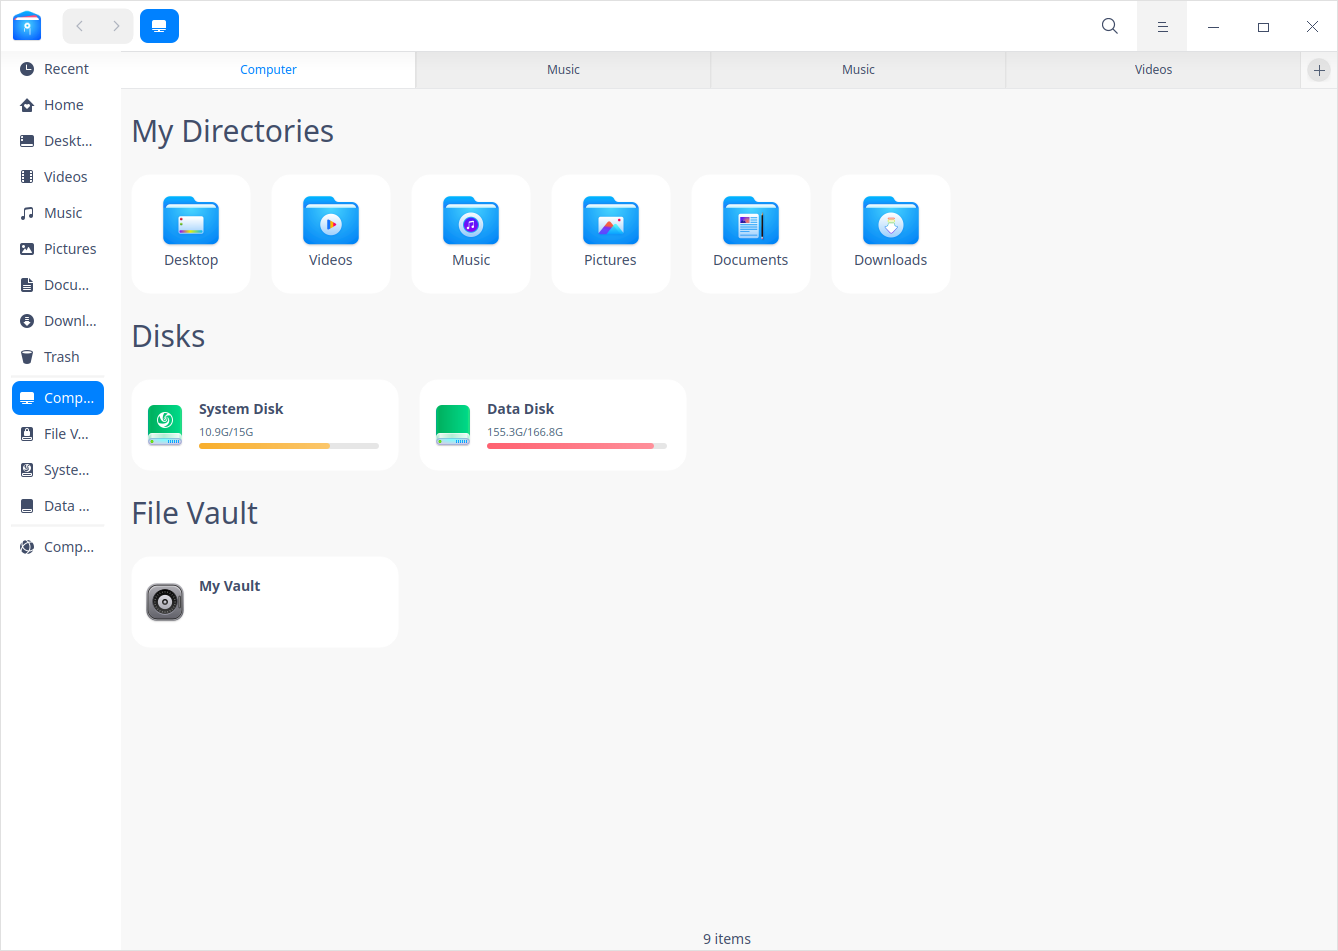 Recent
Home
Deskt...
Videos
Music
Pictures
Docu...
Downl...
Trash
Comp...
File V...
Syste...
Data ...
Comp...
Computer
Music
Music
Videos
My Directories
Desktop
Videos
Music
Pictures
Documents
Downloads
Disks
System Disk
10.9G/15G
Data Disk
155.3G/166.8G
File Vault
My Vault
9 items